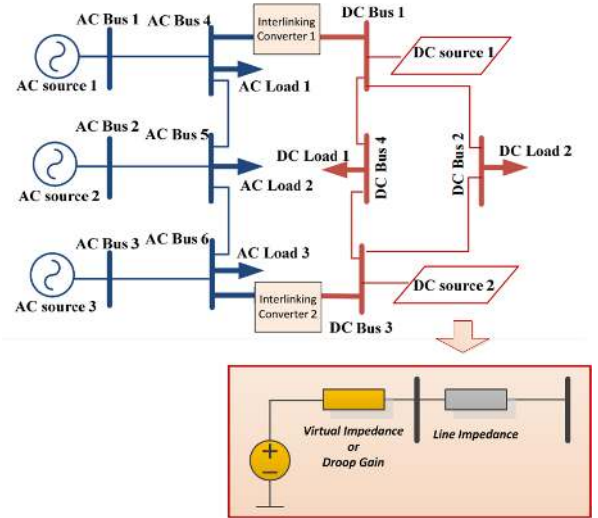 AC Bus 1
AC Bus 4
Interlinking
Converter 1
DC Bus 1
DC source 1
AC source 1
AC Load 1
AC Bus 2
AC Bus 5
DC Load 1
DC Bus 4
DC Bus 2
DC Load 2
AC source 2
AC Load 2
AC Bus 3
AC Bus 6
AC Load 3
DC source 2
AC source 3
Interlinking
Converter 2
DC Bus 3
Virtual Impedance
or
Droop Gain
Line Impedance